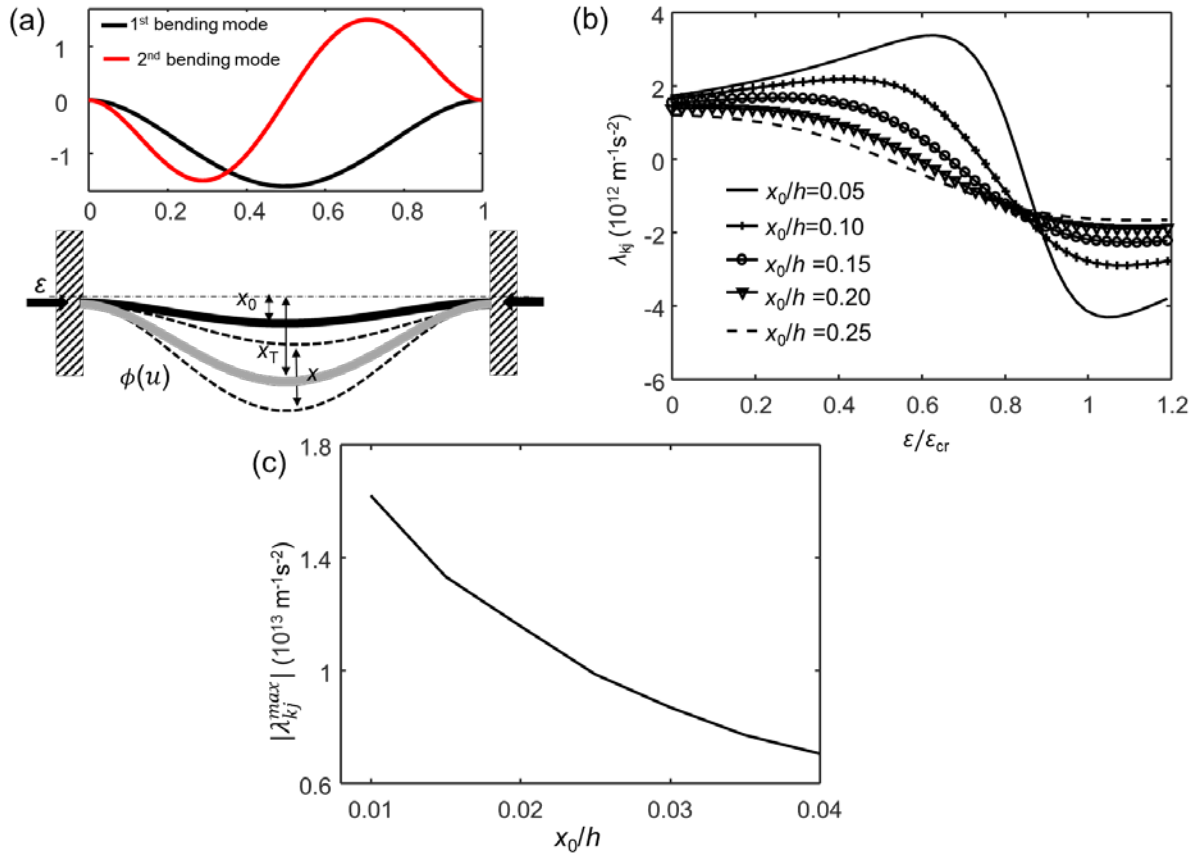 (a)
1st bending mode
2nd bending mode
1
0
-1
0 0.2 0.4 0.6 0.8 1
ε
x0
xT
x
ϕ(u)
(b)
λkj (10^12 m^-1s^-2)
4
2
0
-2
-4
-6
x0/h=0.05
x0/h=0.10
x0/h =0.15
x0/h =0.20
x0/h =0.25
0 0.2 0.4 0.6 0.8 1 1.2
ε/εcr
(c)
|λkj^max| (10^13 m^-1s^-2)
1.8
1.4
1
0.6
0.01 0.02 0.03 0.04
x0/h